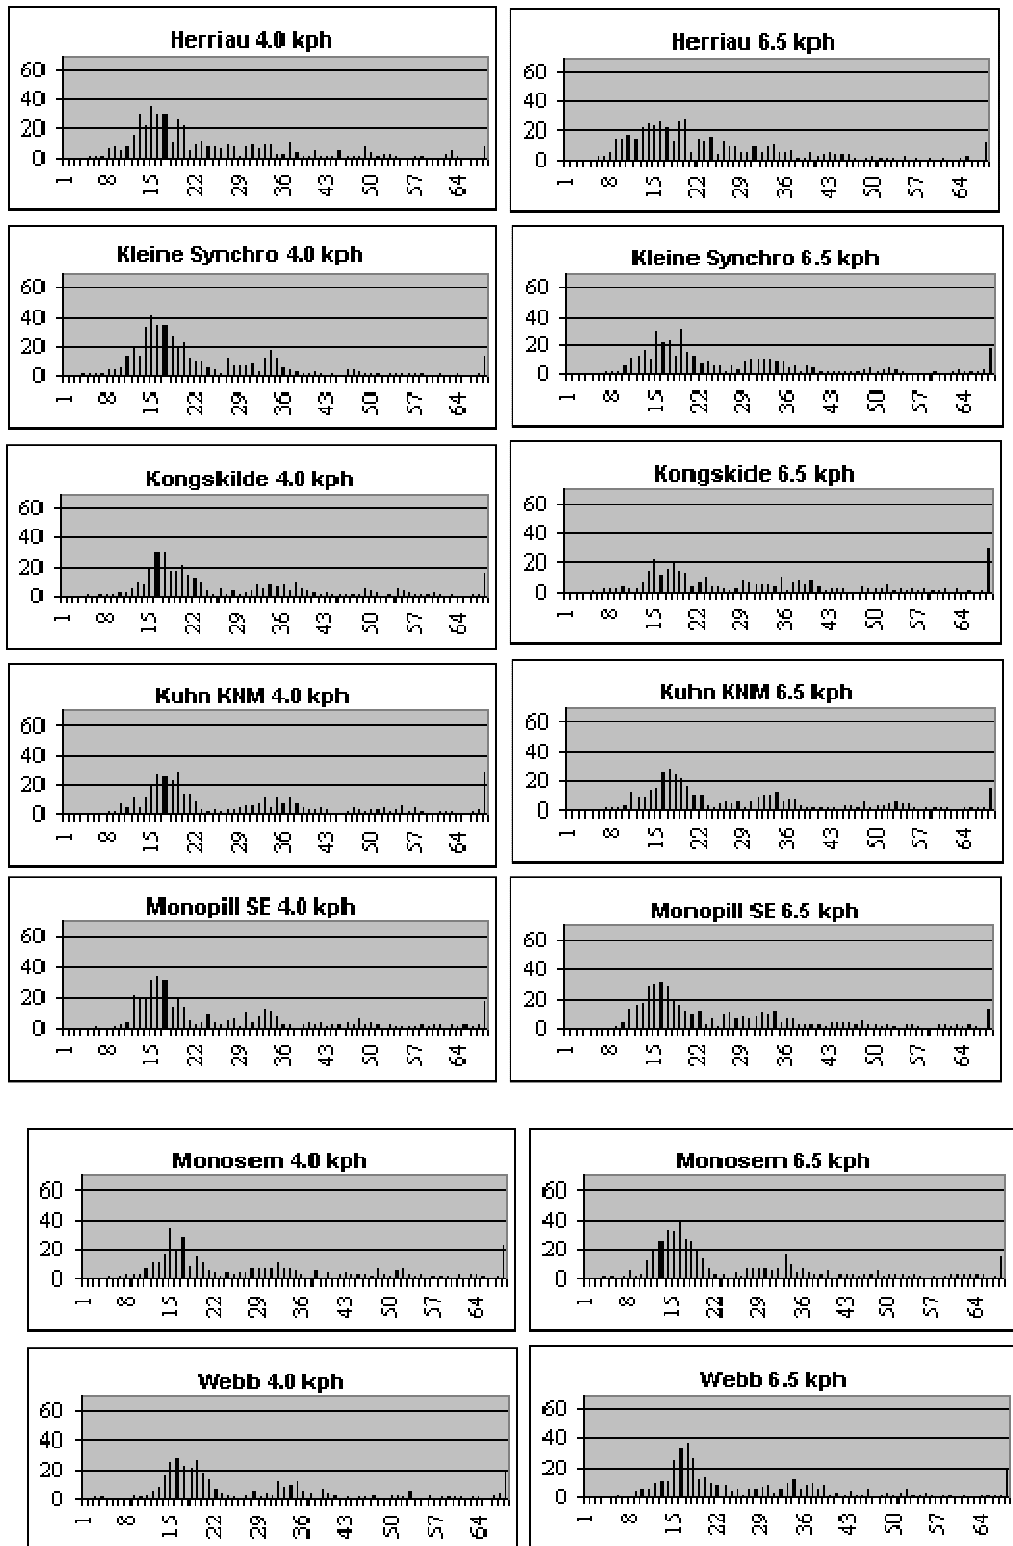 Herriau 4.0 kph
60
40
20
0
1 8 15 22 29 36 43 50 57 64
Herriau 6.5 kph
60
40
20
0
1 8 15 22 29 36 43 50 57 64
Kleine Synchro 4.0 kph
60
40
20
0
1 8 15 22 29 36 43 50 57 64
Kleine Synchro 6.5 kph
60
40
20
0
1 8 15 22 29 36 43 50 57 64
Kongskilde 4.0 kph
60
40
20
0
1 8 15 22 29 36 43 50 57 64
Kongskide 6.5 kph
60
40
20
0
1 8 15 22 29 36 43 50 57 64
Kuhn KNM 4.0 kph
60
40
20
0
1 8 15 22 29 36 43 50 57 64
Kuhn KNM 6.5 kph
60
40
20
0
1 8 15 22 29 36 43 50 57 64
Monopill SE 4.0 kph
60
40
20
0
1 8 15 22 29 36 43 50 57 64
Monopill SE 6.5 kph
60
40
20
0
1 8 15 22 29 36 43 50 57 64
Monosem 4.0 kph
60
40
20
0
1 8 15 22 29 36 43 50 57 64
Monosem 6.5 kph
60
40
20
0
1 8 15 22 29 36 43 50 57 64
Webb 4.0 kph
60
40
20
0
1 8 15 22 29 36 43 50 57 64
Webb 6.5 kph
60
40
20
0
1 8 15 22 29 36 43 50 57 64